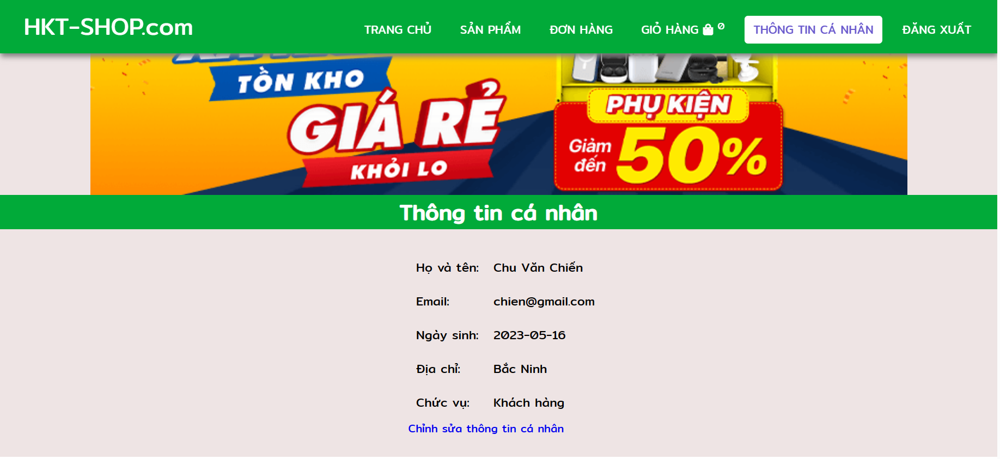 HKT-SHOP.com
TRANG CHỦ SẢN PHẨM ĐƠN HÀNG GIỎ HÀNG 0 THÔNG TIN CÁ NHÂN ĐĂNG XUẤT
TỒN KHO
GIÁ RẺ
KHỎI LO
PHỤ KIỆN
Giảm đến 50%
Thông tin cá nhân
Họ và tên: Chu Văn Chiến
Email: chien@gmail.com
Ngày sinh: 2023-05-16
Địa chỉ: Bắc Ninh
Chức vụ: Khách hàng
Chỉnh sửa thông tin cá nhân